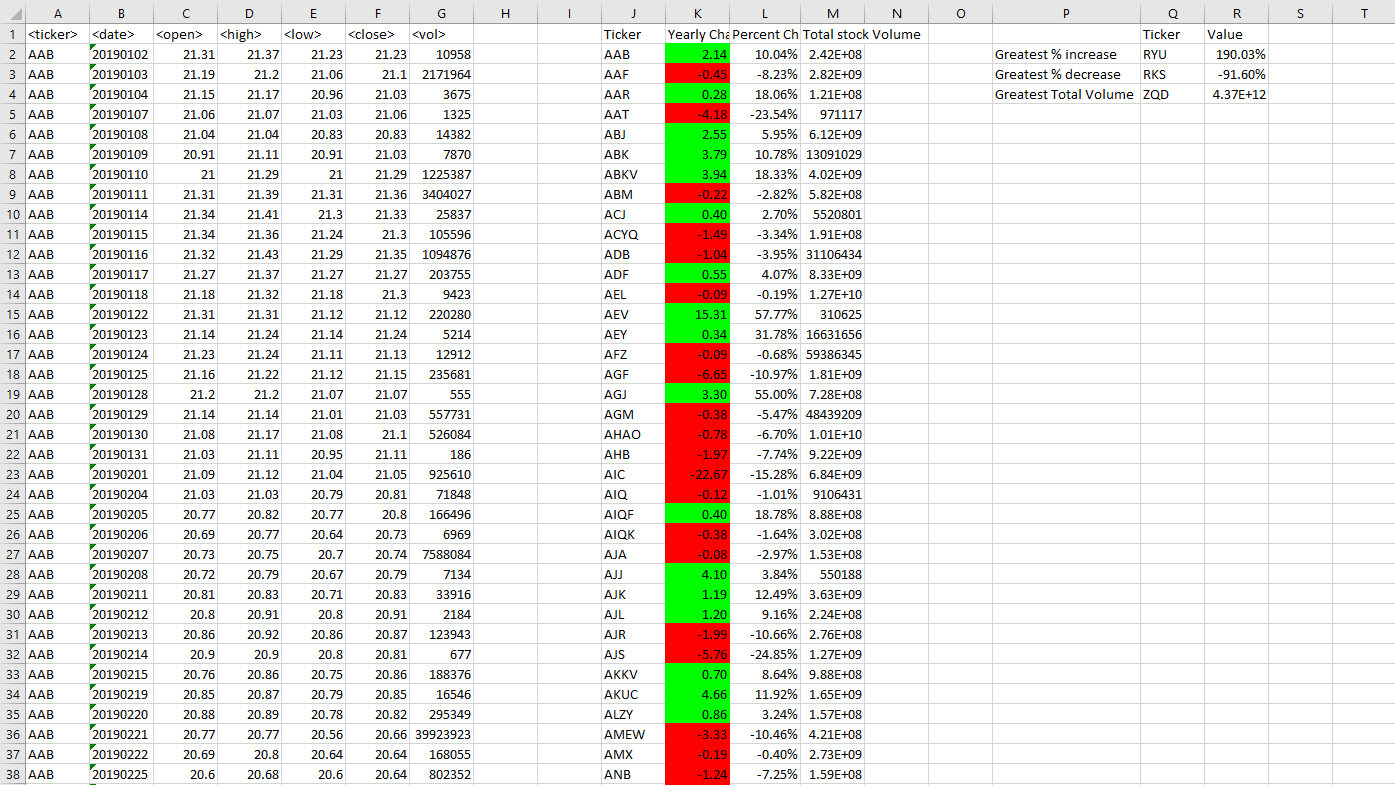 A B C D E F G H I J K L M N O P Q R S T
1 <ticker> <date> <open> <high> <low> <close> <vol> Ticker Yearly Cha Percent Ch Total stock Volume Ticker Value
2 AAB 20190102 21.31 21.37 21.23 21.23 10958 AAB 2.14 10.04% 2.42E+08 Greatest % increase RYU 190.03%
3 AAB 20190103 21.19 21.2 21.06 21.1 2171964 AAF -0.45 -8.23% 2.82E+09 Greatest % decrease RKS -91.60%
4 AAB 20190104 21.15 21.17 20.96 21.03 3675 AAR 0.28 18.06% 1.21E+08 Greatest Total Volume ZQD 4.37E+12
5 AAB 20190107 21.06 21.07 21.03 21.06 1325 AAT -4.18 -23.54% 971117
6 AAB 20190108 21.04 21.04 20.83 20.83 14382 ABJ 2.55 5.95% 6.12E+09
7 AAB 20190109 20.91 21.11 20.91 21.03 7870 ABK 3.79 10.78% 13091029
8 AAB 20190110 21 21.29 21 21.29 1225387 ABKV 3.94 18.33% 4.02E+09
9 AAB 20190111 21.31 21.39 21.31 21.36 3404027 ABM -0.22 -2.82% 5.82E+08
10 AAB 20190114 21.34 21.41 21.3 21.33 25837 ACJ 0.40 2.70% 5520801
11 AAB 20190115 21.34 21.36 21.24 21.3 105596 ACYQ -1.49 -3.34% 1.91E+08
12 AAB 20190116 21.32 21.43 21.29 21.35 1094876 ADB -1.04 -3.95% 31106434
13 AAB 20190117 21.27 21.37 21.27 21.27 203755 ADF 0.55 4.07% 8.33E+09
14 AAB 20190118 21.18 21.32 21.18 21.3 9423 AEL -0.09 -0.19% 1.27E+10
15 AAB 20190122 21.31 21.31 21.12 21.12 220280 AEV 15.31 57.77% 310625
16 AAB 20190123 21.14 21.24 21.14 21.24 5214 AEY 0.34 31.78% 16631656
17 AAB 20190124 21.23 21.24 21.11 21.13 12912 AFZ -0.09 -0.68% 59386345
18 AAB 20190125 21.16 21.22 21.12 21.15 235681 AGF -6.65 -10.97% 1.81E+09
19 AAB 20190128 21.2 21.2 21.07 21.07 555 AGJ 3.30 55.00% 7.28E+08
20 AAB 20190129 21.14 21.14 21.01 21.03 557731 AGM -0.38 -5.47% 48439209
21 AAB 20190130 21.08 21.17 21.08 21.1 526084 AHAO -0.78 -6.70% 1.01E+10
22 AAB 20190131 21.03 21.11 20.95 21.11 186 AHB -1.97 -7.74% 9.22E+09
23 AAB 20190201 21.09 21.12 21.04 21.05 925610 AIC -22.67 -15.28% 6.84E+09
24 AAB 20190204 21.03 21.03 20.79 20.81 71848 AIQ -0.12 -1.01% 9106431
25 AAB 20190205 20.77 20.82 20.77 20.8 166496 AIQF 0.40 18.78% 8.88E+08
26 AAB 20190206 20.69 20.77 20.64 20.73 6969 AIQK -0.38 -1.64% 3.02E+08
27 AAB 20190207 20.73 20.75 20.7 20.74 7588084 AJA -0.08 -2.97% 1.53E+08
28 AAB 20190208 20.72 20.79 20.67 20.79 7134 AJJ 4.10 3.84% 550188
29 AAB 20190211 20.81 20.83 20.71 20.83 33916 AJK 1.19 12.49% 3.63E+09
30 AAB 20190212 20.8 20.91 20.8 20.91 2184 AJL 1.20 9.16% 2.24E+08
31 AAB 20190213 20.86 20.92 20.86 20.87 123943 AJR -1.99 -10.66% 2.76E+08
32 AAB 20190214 20.9 20.9 20.8 20.81 677 AJS -5.76 -24.85% 1.27E+09
33 AAB 20190215 20.76 20.86 20.75 20.86 188376 AKKV 0.70 8.64% 9.88E+08
34 AAB 20190219 20.85 20.87 20.79 20.85 16546 AKUC 4.66 11.92% 1.65E+09
35 AAB 20190220 20.88 20.89 20.78 20.82 295349 ALZY 0.86 3.24% 1.57E+08
36 AAB 20190221 20.77 20.77 20.56 20.66 39923923 AMEW -3.33 -10.46% 4.21E+08
37 AAB 20190222 20.69 20.8 20.64 20.64 168055 AMX -0.19 -0.40% 2.73E+09
38 AAB 20190225 20.6 20.68 20.6 20.64 802352 ANB -1.24 -7.25% 1.59E+08